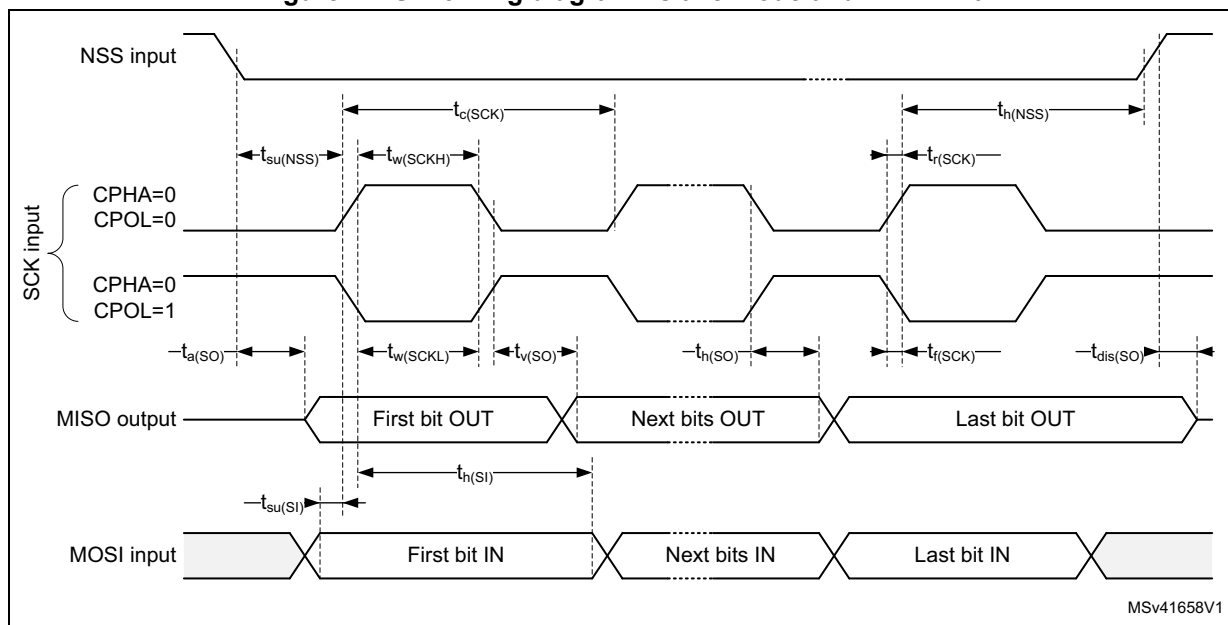 NSS input
t_c(SCK)
t_h(NSS)
t_su(NSS)
t_w(SCKH)
t_r(SCK)
SCK input
CPHA=0
CPOL=0
CPHA=0
CPOL=1
t_a(SO)
t_w(SCKL)
t_v(SO)
t_h(SO)
t_f(SCK)
t_dis(SO)
MISO output
First bit OUT
Next bits OUT
Last bit OUT
t_h(SI)
t_su(SI)
MOSI input
First bit IN
Next bits IN
Last bit IN
MSv41658V1